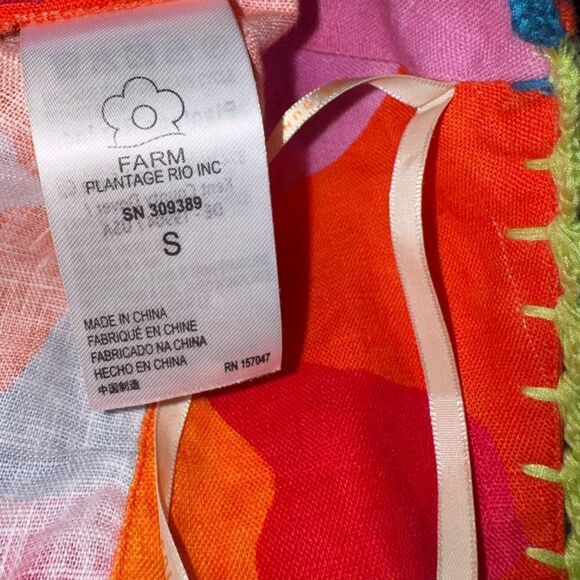 FARM
PLANTAGE RIO INC
SN 309389
S
MADE IN CHINA
FABRIQUÉ EN CHINE
FABRICADO NA CHINA
HECHO EN CHINA
中国制造
RN 157047